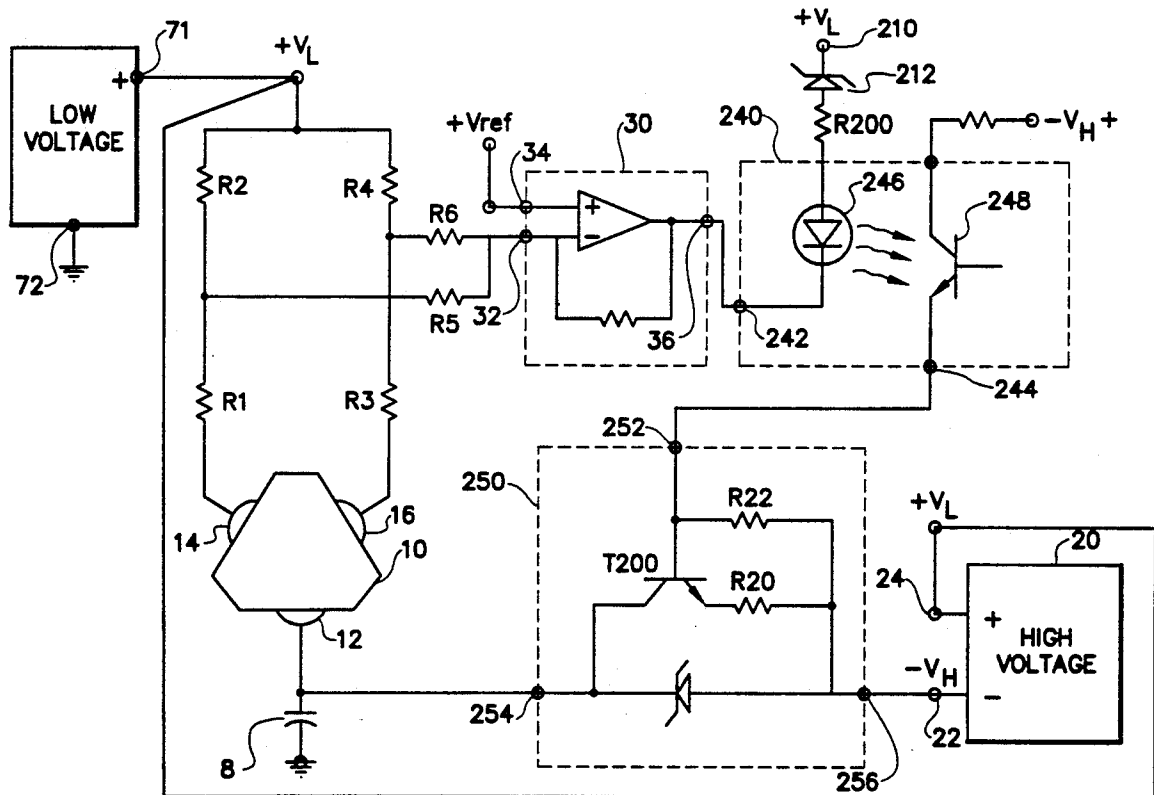 71
+VL
+VL
210
212
LOW
VOLTAGE
+
R200
+Vref
30
240
-VH+
34
R2
R4
R6
246
248
+
-
32
R5
36
242
72
R1
R3
244
252
250
R22
+VL
20
14
16
10
T200
R20
24
+
HIGH
VOLTAGE
12
-VH
-
254
22
8
256